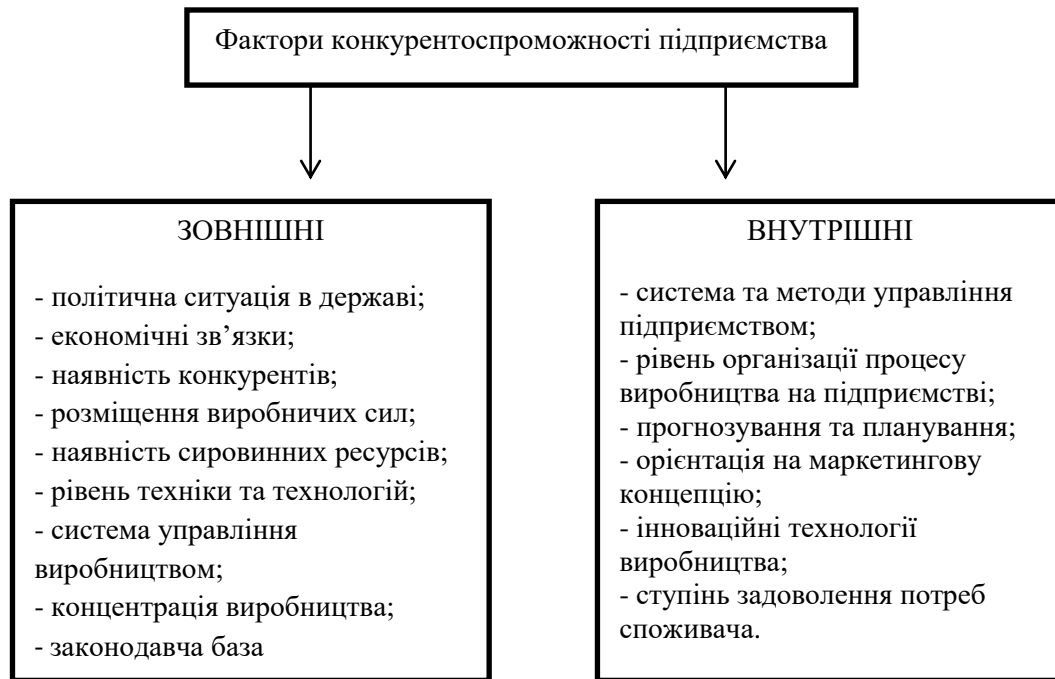 Фактори конкурентоспроможності підприємства
ЗОВНІШНІ
- політична ситуація в державі;
- економічні зв’язки;
- наявність конкурентів;
- розміщення виробничих сил;
- наявність сировинних ресурсів;
- рівень техніки та технологій;
- система управління
виробництвом;
- концентрація виробництва;
- законодавча база
ВНУТРІШНІ
- система та методи управління
підприємством;
- рівень організації процесу
виробництва на підприємстві;
- прогнозування та планування;
- орієнтація на маркетингову
концепцію;
- інноваційні технології
виробництва;
- ступінь задоволення потреб
споживача.